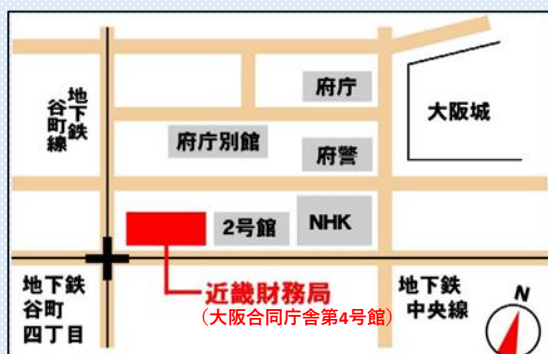 府庁
大阪城
地下鉄
谷町線
府庁別館
府警
2号館
NHK
近畿財務局
（大阪合同庁舎第4号館）
地下鉄
谷町
四丁目
地下鉄
中央線
N